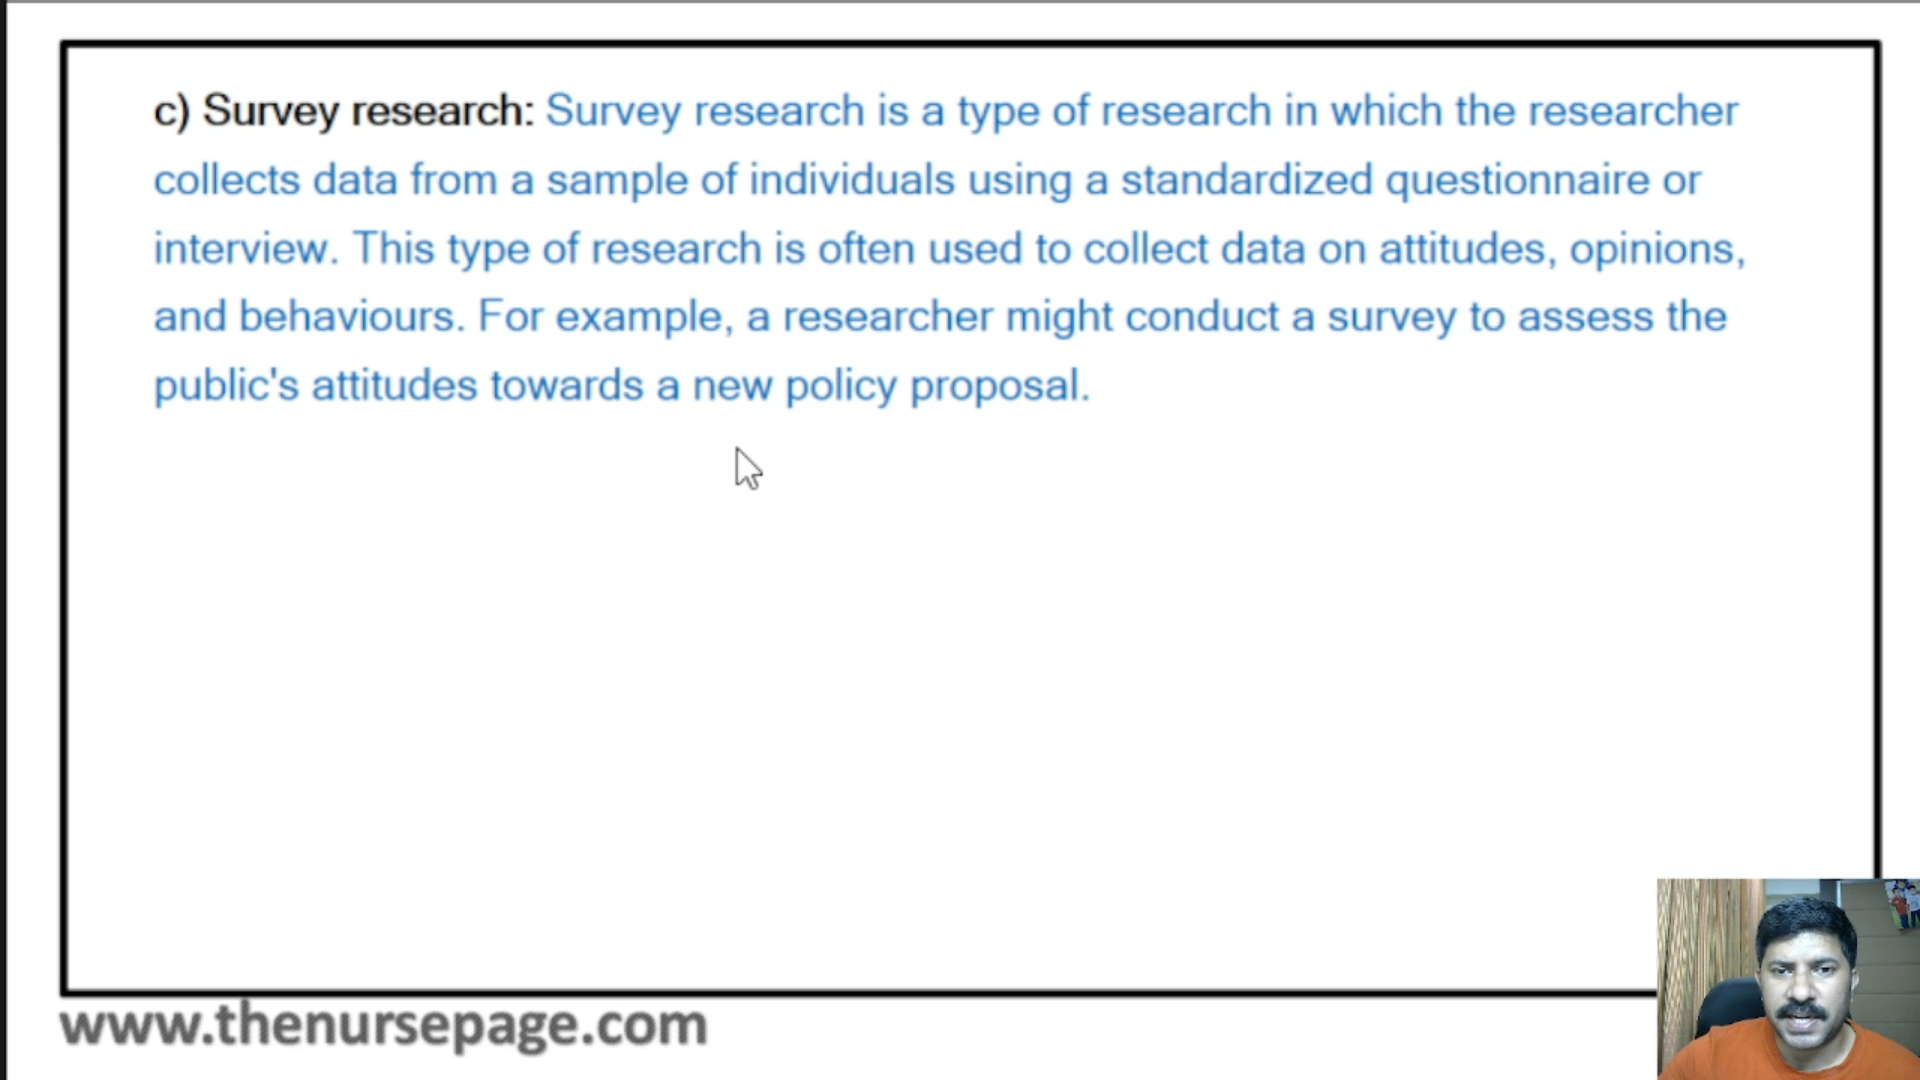 c) Survey research: Survey research is a type of research in which the researcher
collects data from a sample of individuals using a standardized questionnaire or
interview. This type of research is often used to collect data on attitudes, opinions,
and behaviours. For example, a researcher might conduct a survey to assess the
public's attitudes towards a new policy proposal.
www.thenursepage.com